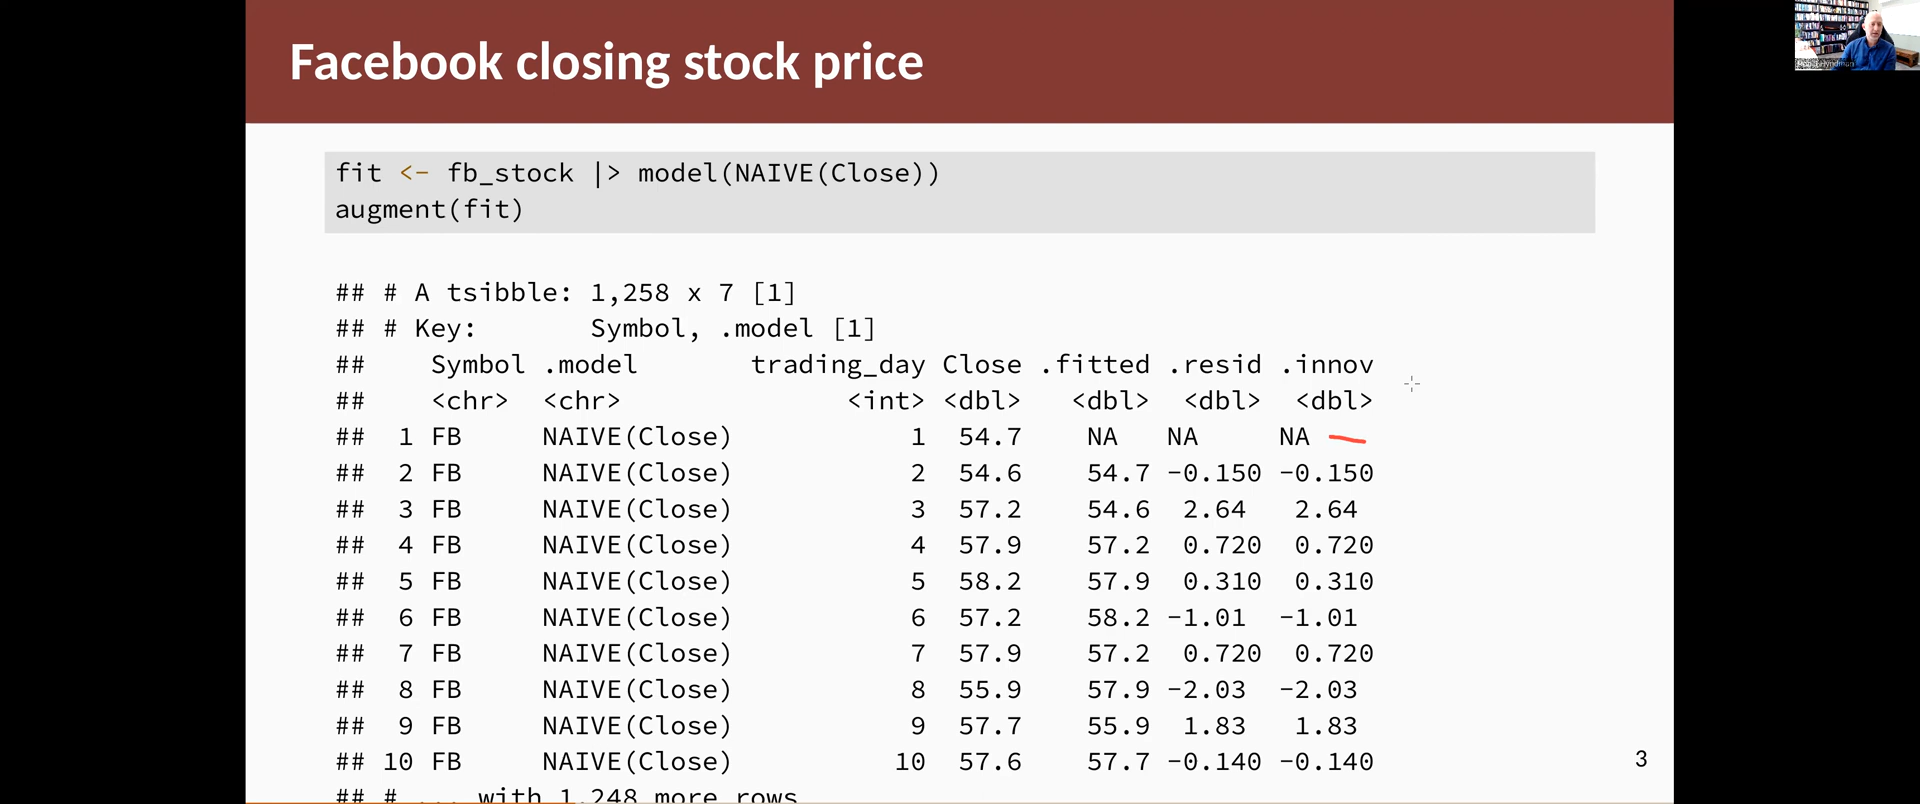 Facebook closing stock price
fit <- fb_stock |> model(NAIVE(Close))
augment(fit)
## # A tsibble: 1,258 x 7 [1]
## # Key:       Symbol, .model [1]
##    Symbol .model       trading_day Close .fitted .resid .innov
##    <chr>  <chr>              <int> <dbl>   <dbl>  <dbl>  <dbl>
##  1 FB     NAIVE(Close)           1  54.7    NA   NA     NA
##  2 FB     NAIVE(Close)           2  54.6    54.7 -0.150 -0.150
##  3 FB     NAIVE(Close)           3  57.2    54.6  2.64   2.64
##  4 FB     NAIVE(Close)           4  57.9    57.2  0.720  0.720
##  5 FB     NAIVE(Close)           5  58.2    57.9  0.310  0.310
##  6 FB     NAIVE(Close)           6  57.2    58.2 -1.01  -1.01
##  7 FB     NAIVE(Close)           7  57.9    57.2  0.720  0.720
##  8 FB     NAIVE(Close)           8  55.9    57.9 -2.03  -2.03
##  9 FB     NAIVE(Close)           9  57.7    55.9  1.83   1.83
## 10 FB     NAIVE(Close)          10  57.6    57.7 -0.140 -0.140
## # ... with 1,248 more rows
3